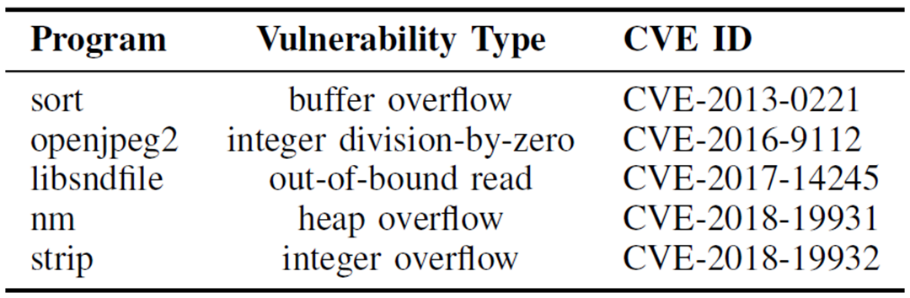 Program Vulnerability Type CVE ID
sort buffer overflow CVE-2013-0221
openjpeg2 integer division-by-zero CVE-2016-9112
libsndfile out-of-bound read CVE-2017-14245
nm heap overflow CVE-2018-19931
strip integer overflow CVE-2018-19932